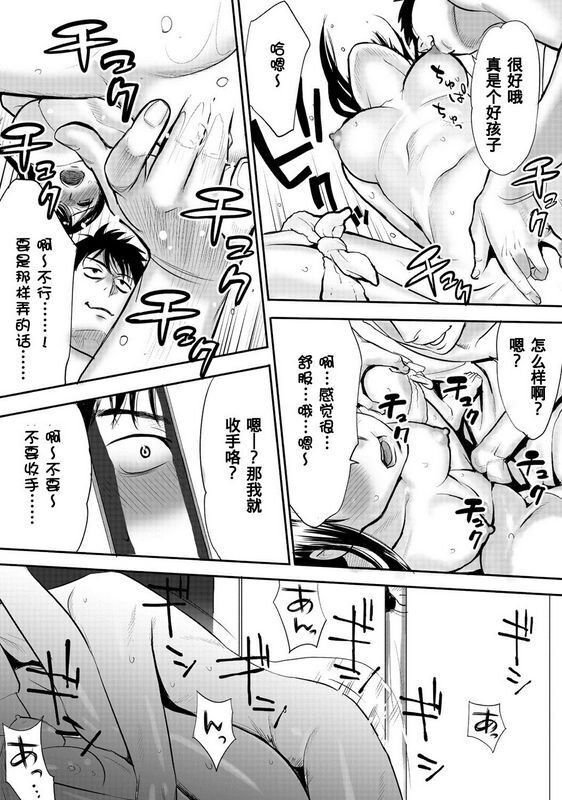 很好哦
真是个好孩子
ちゅぱ
ちゅぱ
チュク
哈嗯～
チュク
チュク
チュク
チュク
チュク
啊～不行……！
要是那样弄的话……
怎么样啊？
嗯？
啊…感觉很…
舒服…哦…嗯～
チュク
チュク
チュク
嗯—？那我就
收手咯？
啊～不要～
不要收手……
あっ
ギシ
あんっ
ギシ
ギシ
あんっ
ギシ
あっ…